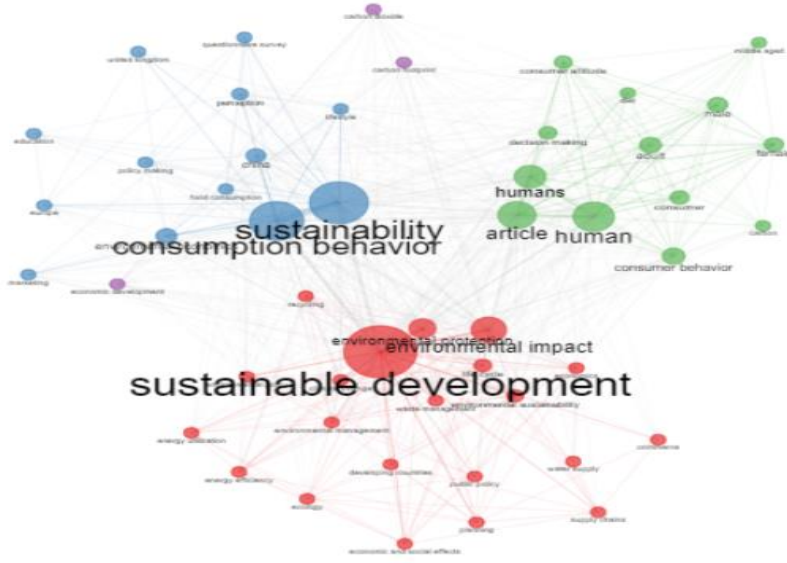 carbon dioxide
questionnaire survey
united kingdom
middle aged
carbon footprint
consumer attitude
perception
diet
male
lifestyle
education
decision making
adult
female
china
policy making
food consumption
humans
consumer
europe
sustainability
article
human
consumption behavior
consumer behavior
marketing
economic development
recycling
environmental protection
environmental impact
life cycle
sustainable development
waste management
environmental sustainability
environmental management
energy utilization
commerce
developing countries
water supply
energy efficiency
public policy
ecology
planning
supply chains
economic and social effects